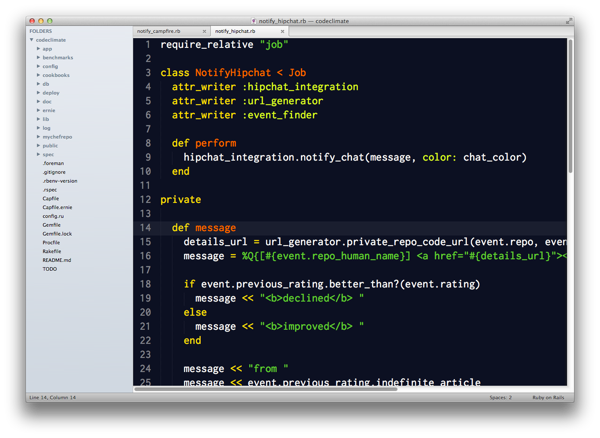 notify_hipchat.rb — codeclimate
FOLDERS
codeclimate
app
benchmarks
config
cookbooks
db
deploy
doc
ernie
lib
log
mychefrepo
public
spec
.foreman
.gitignore
.rbenv-version
.rspec
Capfile
Capfile.ernie
config.ru
Gemfile
Gemfile.lock
Procfile
Rakefile
README.md
TODO
notify_campfire.rb × notify_hipchat.rb ×
1 require_relative "job"
2
3 class NotifyHipchat < Job
4 attr_writer :hipchat_integration
5 attr_writer :url_generator
6 attr_writer :event_finder
7
8 def perform
9 hipchat_integration.notify_chat(message, color: chat_color)
10 end
11
12 private
13
14 def message
15 details_url = url_generator.private_repo_code_url(event.repo, even
16 message = %Q{[#{event.repo_human_name}] <a href="#{details_url}"><
17
18 if event.previous_rating.better_than?(event.rating)
19 message << "<b>declined</b> "
20 else
21 message << "<b>improved</b> "
22 end
23
24 message << "from "
25 message << event.previous_rating.indefinite_article
Line 14, Column 14 Spaces: 2 Ruby on Rails